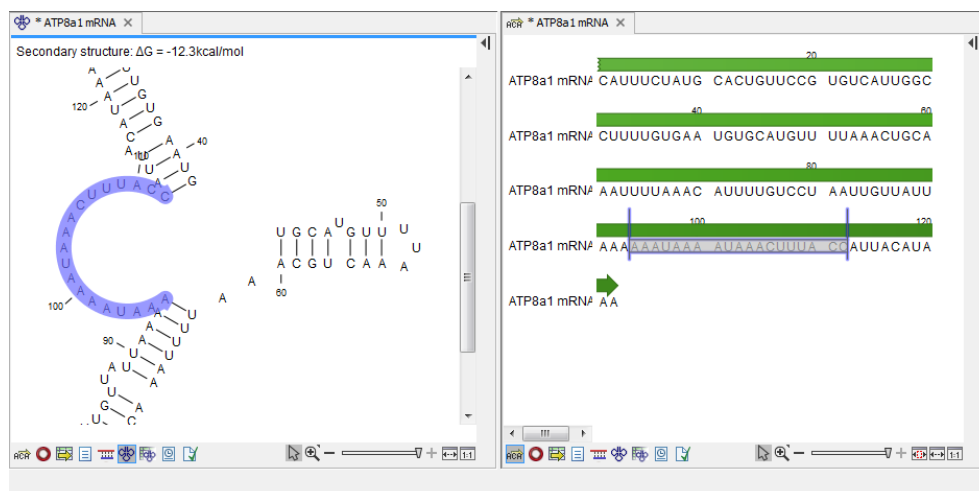 * ATP8a1 mRNA
Secondary structure: ΔG = -12.3kcal/mol
120
40
100
90
50
60
U G C A U G U U U U
A C G U C A A A
* ATP8a1 mRNA
20
ATP8a1 mRNA CAUUUCUAUG CACUGUUCCG UGUCAUUGGC
40 60
ATP8a1 mRNA CUUUUGUGAA UGUGCAUGUU UUAAACUGCA
80
ATP8a1 mRNA AAUUUUAAAC AUUUUGUCCU AAUUGUUAUU
100 120
ATP8a1 mRNA AAAAAAUAAA AUAAACUUUA CCAUUACAUA
ATP8a1 mRNA AA